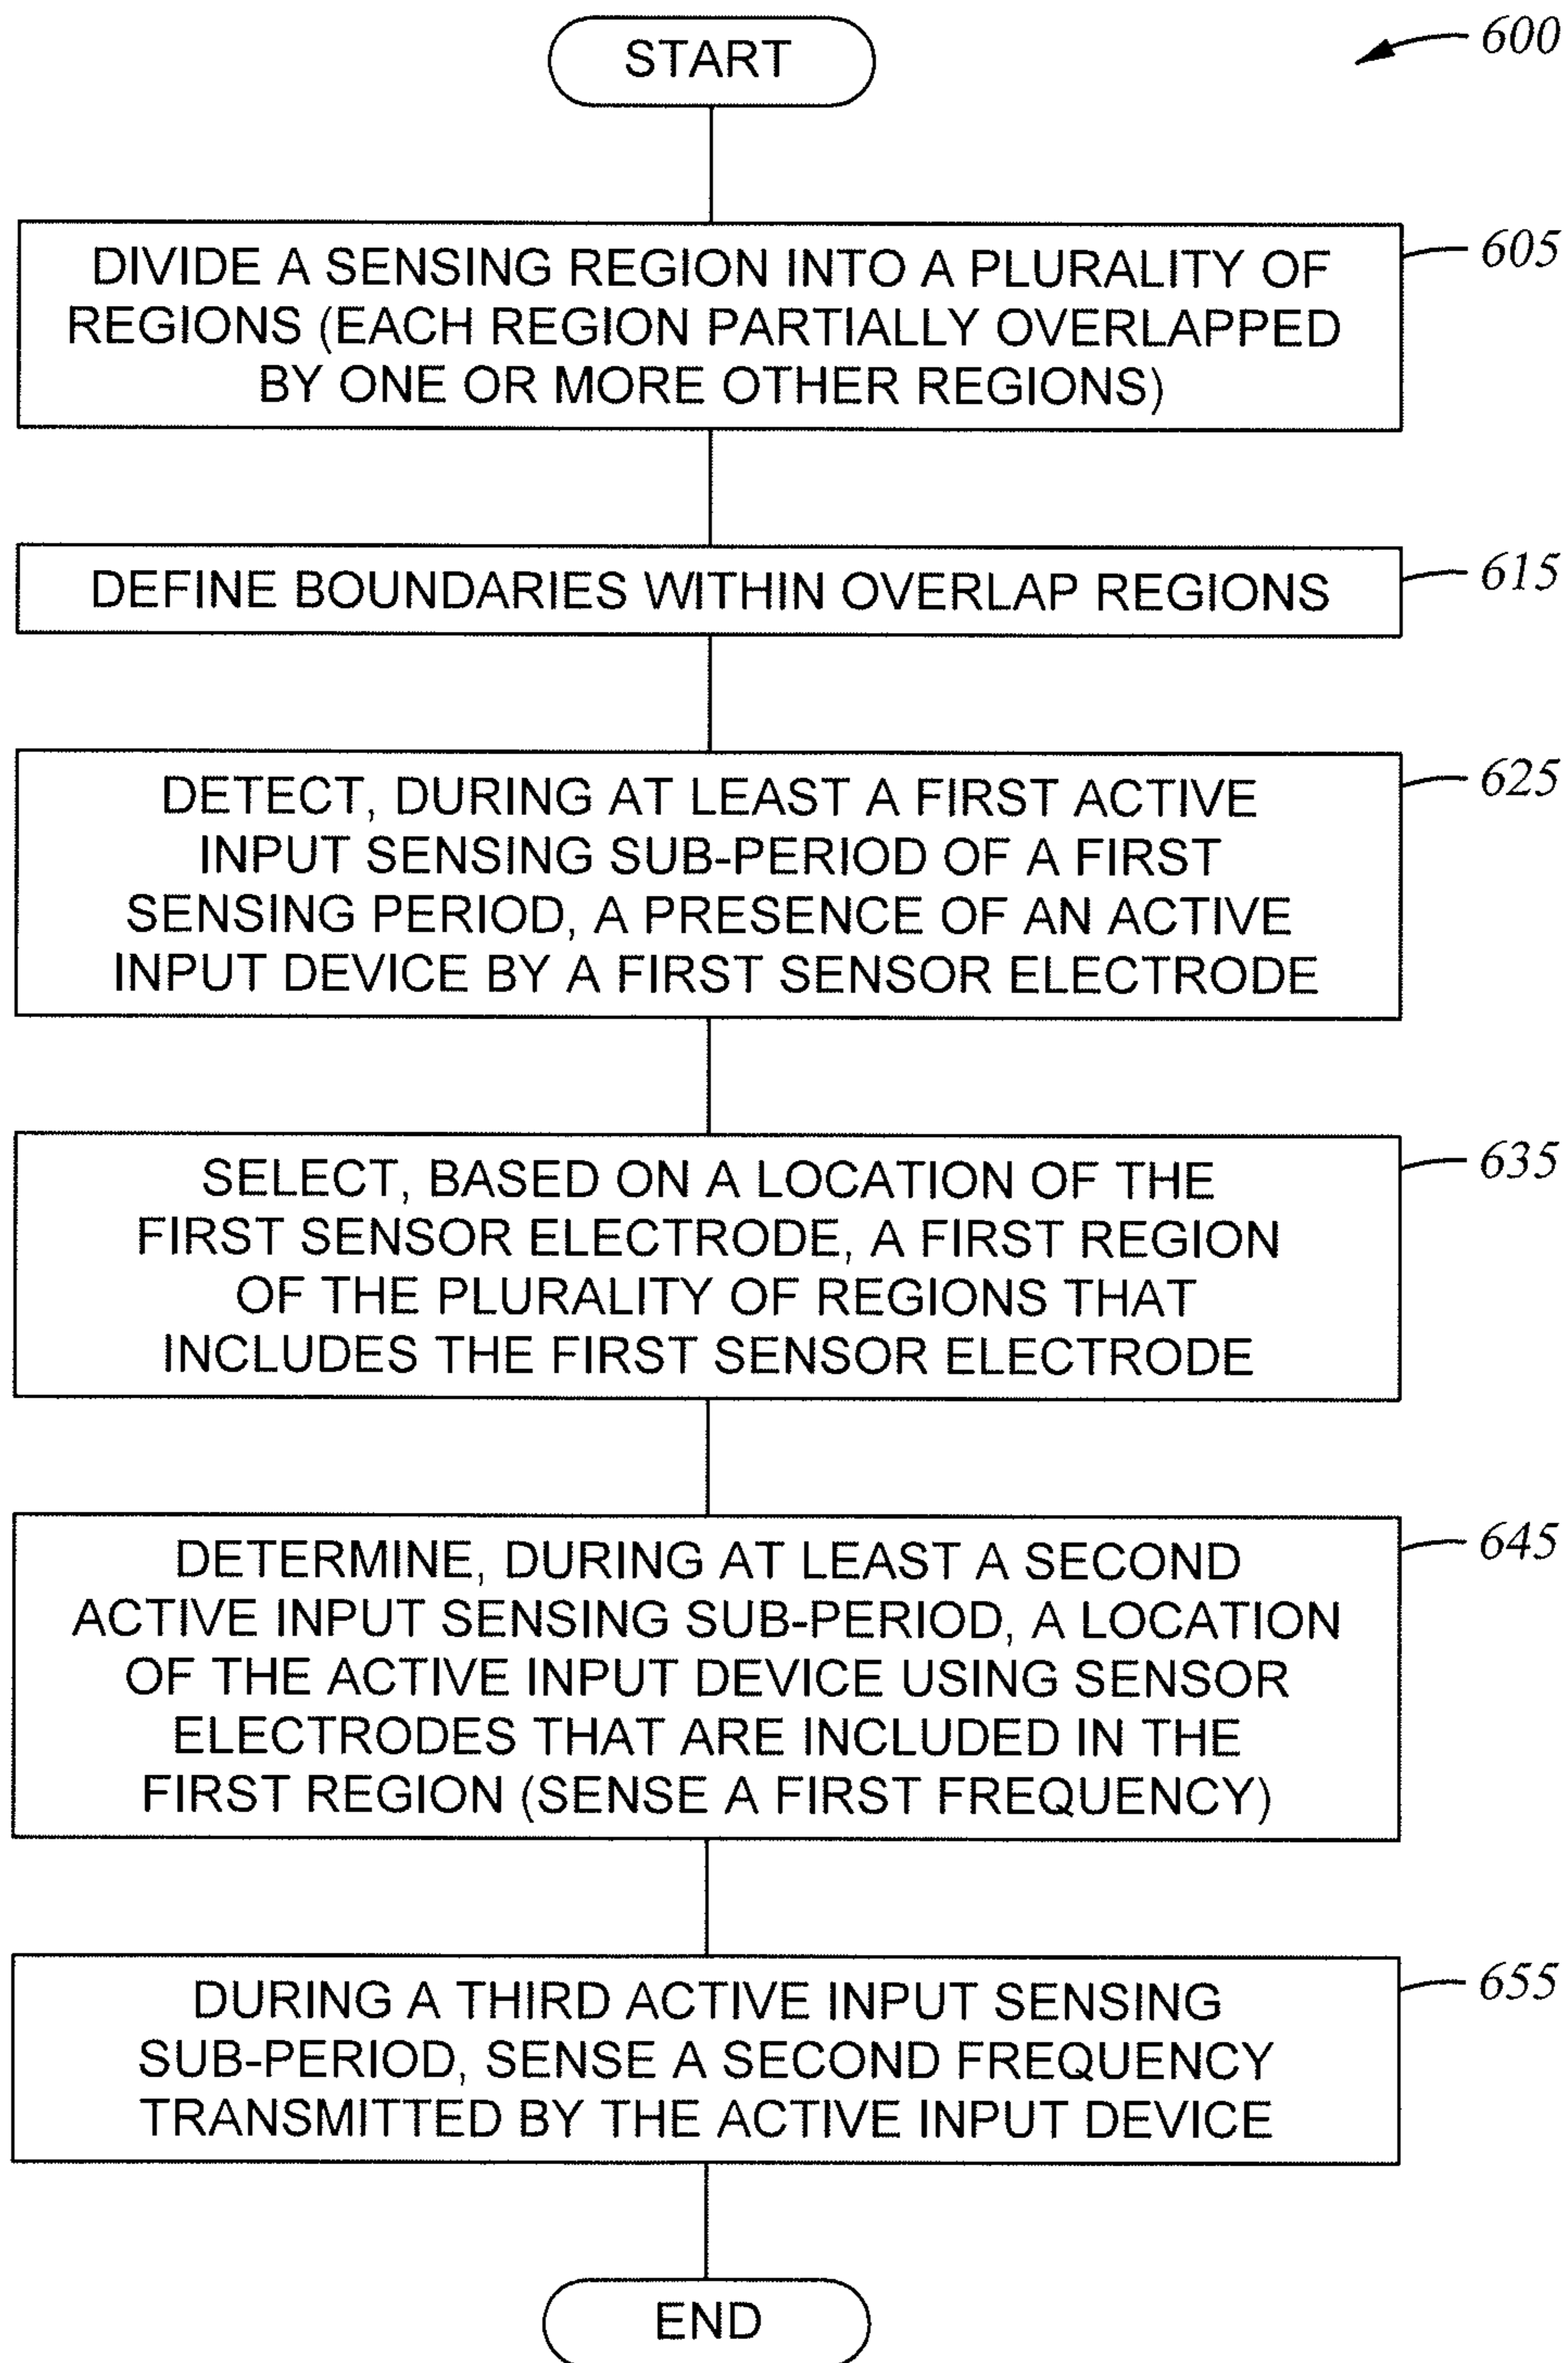 START
600
DIVIDE A SENSING REGION INTO A PLURALITY OF
REGIONS (EACH REGION PARTIALLY OVERLAPPED
BY ONE OR MORE OTHER REGIONS)
605
DEFINE BOUNDARIES WITHIN OVERLAP REGIONS
615
DETECT, DURING AT LEAST A FIRST ACTIVE
INPUT SENSING SUB-PERIOD OF A FIRST
SENSING PERIOD, A PRESENCE OF AN ACTIVE
INPUT DEVICE BY A FIRST SENSOR ELECTRODE
625
SELECT, BASED ON A LOCATION OF THE
FIRST SENSOR ELECTRODE, A FIRST REGION
OF THE PLURALITY OF REGIONS THAT
INCLUDES THE FIRST SENSOR ELECTRODE
635
DETERMINE, DURING AT LEAST A SECOND
ACTIVE INPUT SENSING SUB-PERIOD, A LOCATION
OF THE ACTIVE INPUT DEVICE USING SENSOR
ELECTRODES THAT ARE INCLUDED IN THE
FIRST REGION (SENSE A FIRST FREQUENCY)
645
DURING A THIRD ACTIVE INPUT SENSING
SUB-PERIOD, SENSE A SECOND FREQUENCY
TRANSMITTED BY THE ACTIVE INPUT DEVICE
655
END